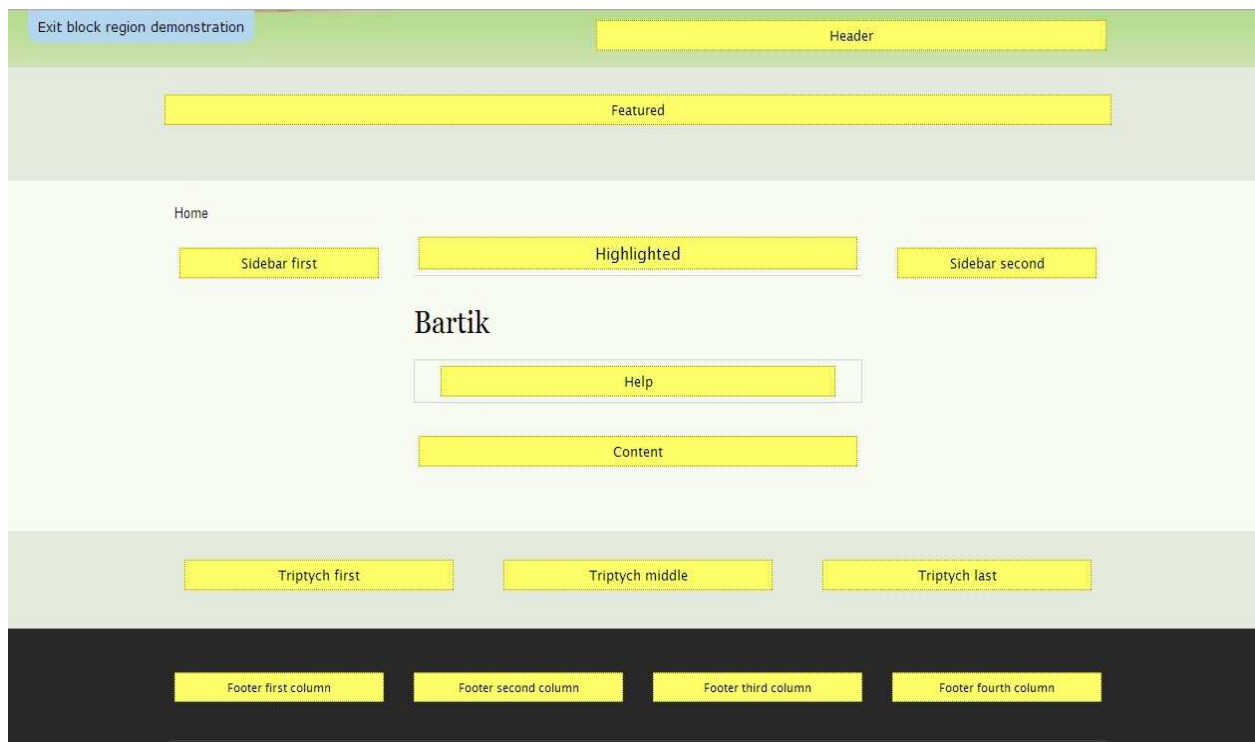 Exit block region demonstration
Header
Featured
Home
Sidebar first
Highlighted
Sidebar second
Bartik
Help
Content
Triptych first
Triptych middle
Triptych last
Footer first column
Footer second column
Footer third column
Footer fourth column